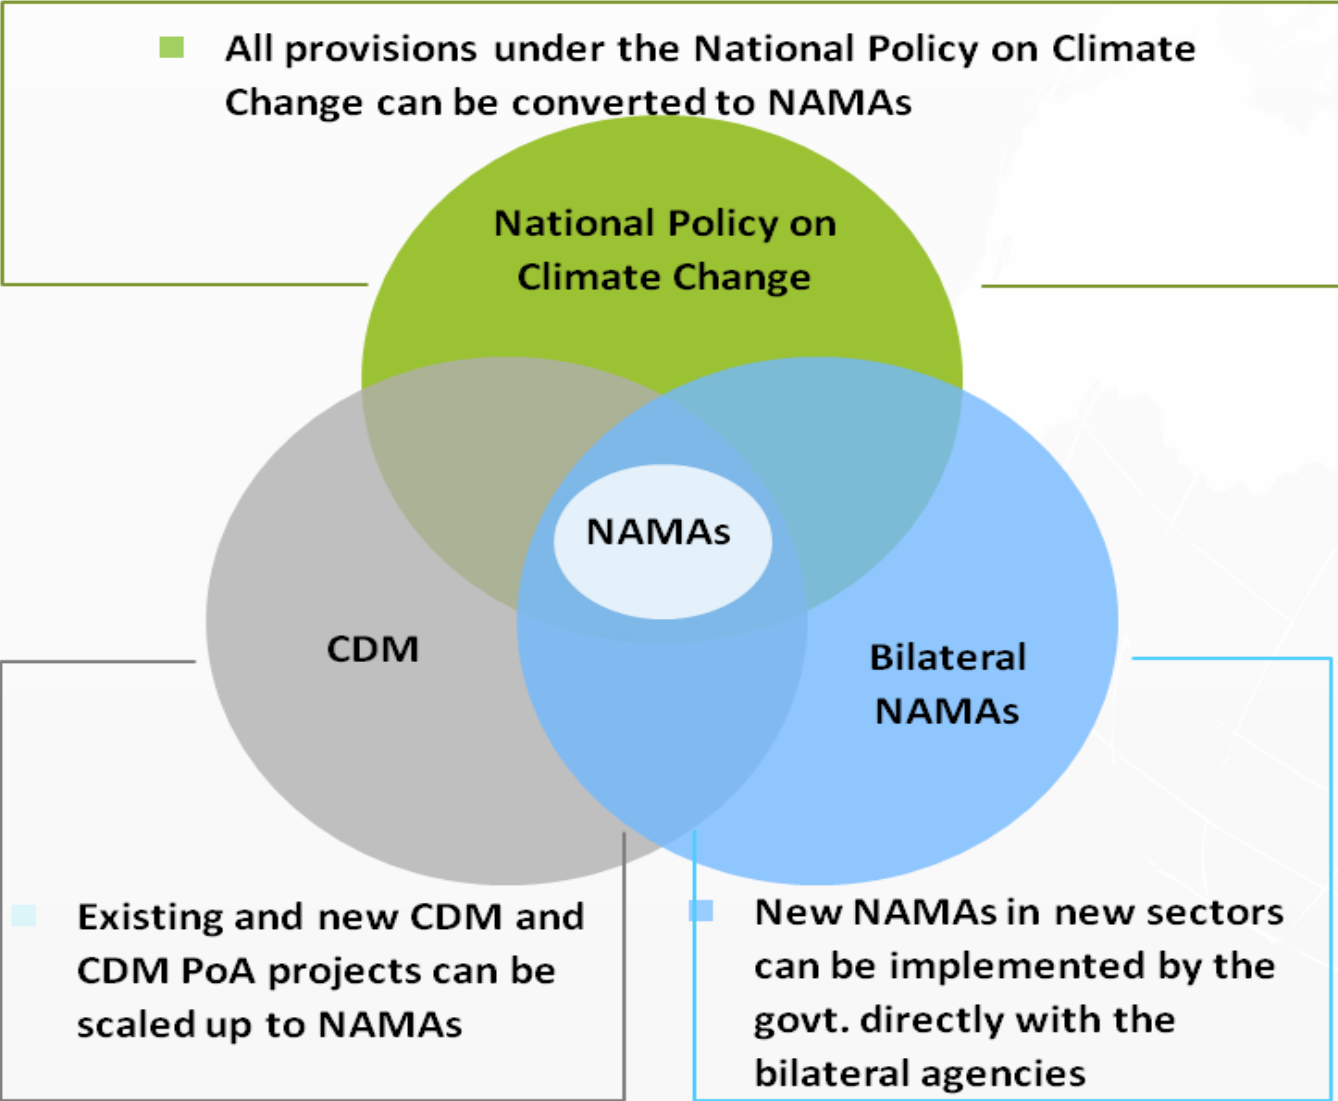 All provisions under the National Policy on Climate
Change can be converted to NAMAs
National Policy on
Climate Change
NAMAs
CDM
Bilateral
NAMAs
Existing and new CDM and
CDM PoA projects can be
scaled up to NAMAs
New NAMAs in new sectors
can be implemented by the
govt. directly with the
bilateral agencies